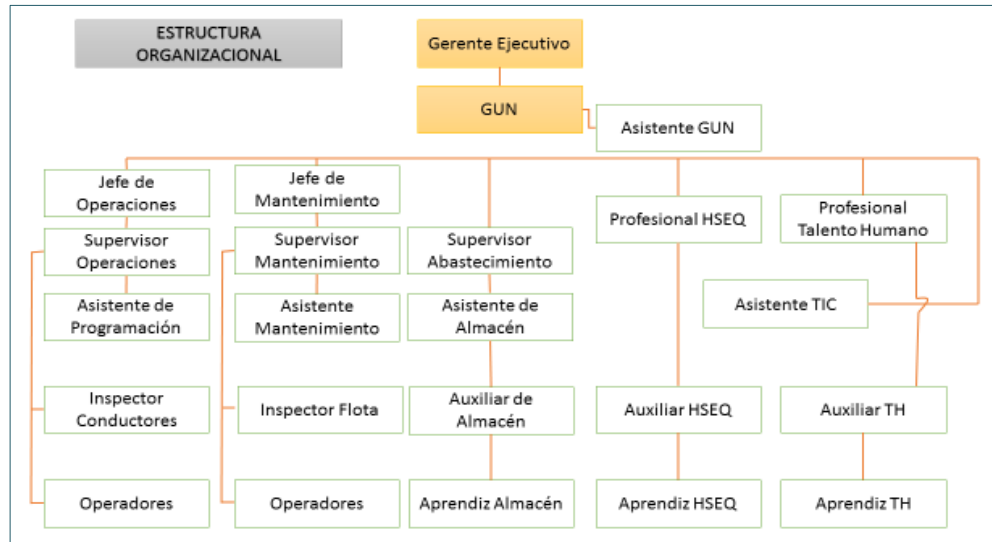 ESTRUCTURA
ORGANIZACIONAL
Gerente Ejecutivo
GUN
Asistente GUN
Jefe de
Operaciones
Jefe de
Mantenimiento
Profesional HSEQ
Profesional
Talento Humano
Supervisor
Operaciones
Supervisor
Mantenimiento
Supervisor
Abastecimiento
Asistente de
Programación
Asistente
Mantenimiento
Asistente de
Almacén
Asistente TIC
Inspector
Conductores
Inspector Flota
Auxiliar de
Almacén
Auxiliar HSEQ
Auxiliar TH
Operadores
Operadores
Aprendiz Almacén
Aprendiz HSEQ
Aprendiz TH